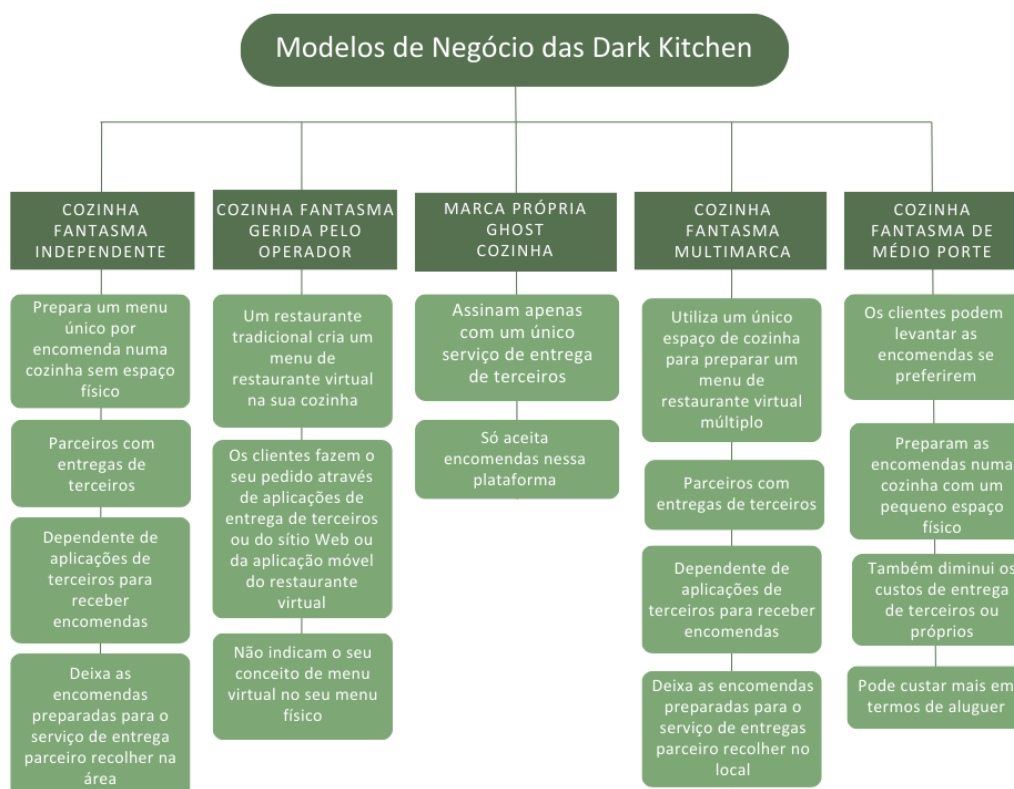 Modelos de Negócio das Dark Kitchen
COZINHA
FANTASMA
INDEPENDENTE
Prepara um menu
único por
encomenda numa
cozinha sem espaço
físico
Parceiros com
entregas de
terceiros
Dependente de
aplicações de
terceiros para
receber
encomendas
Deixa as
encomendas
preparadas para o
serviço de entrega
parceiro recolher na
área
COZINHA FANTASMA
GERIDA PELO
OPERADOR
Um restaurante
tradicional cria um
menu de
restaurante virtual
na sua cozinha
Os clientes fazem o
seu pedido através
de aplicações de
entrega de terceiros
ou do sítio Web ou
da aplicação móvel
do restaurante
virtual
Não indicam o seu
conceito de menu
virtual no seu menu
físico
MARCA PRÓPRIA
GHOST
COZINHA
Assinam apenas
com um único
serviço de entrega
de terceiros
Só aceita
encomendas nessa
plataforma
COZINHA
FANTASMA
MULTIMARCA
Utiliza um único
espaço de cozinha
para preparar um
menu de
restaurante virtual
múltiplo
Parceiros com
entregas de terceiros
Dependente de
aplicações de
terceiros para receber
encomendas
Deixa as encomendas
preparadas para o
serviço de entregas
parceiro recolher no
local
COZINHA
FANTASMA DE
MÉDIO PORTE
Os clientes podem
levantar as
encomendas se
preferirem
Preparam as
encomendas numa
cozinha com um
pequeno espaço
físico
Também diminui os
custos de entrega
de terceiros ou
próprios
Pode custar mais em
termos de aluguer